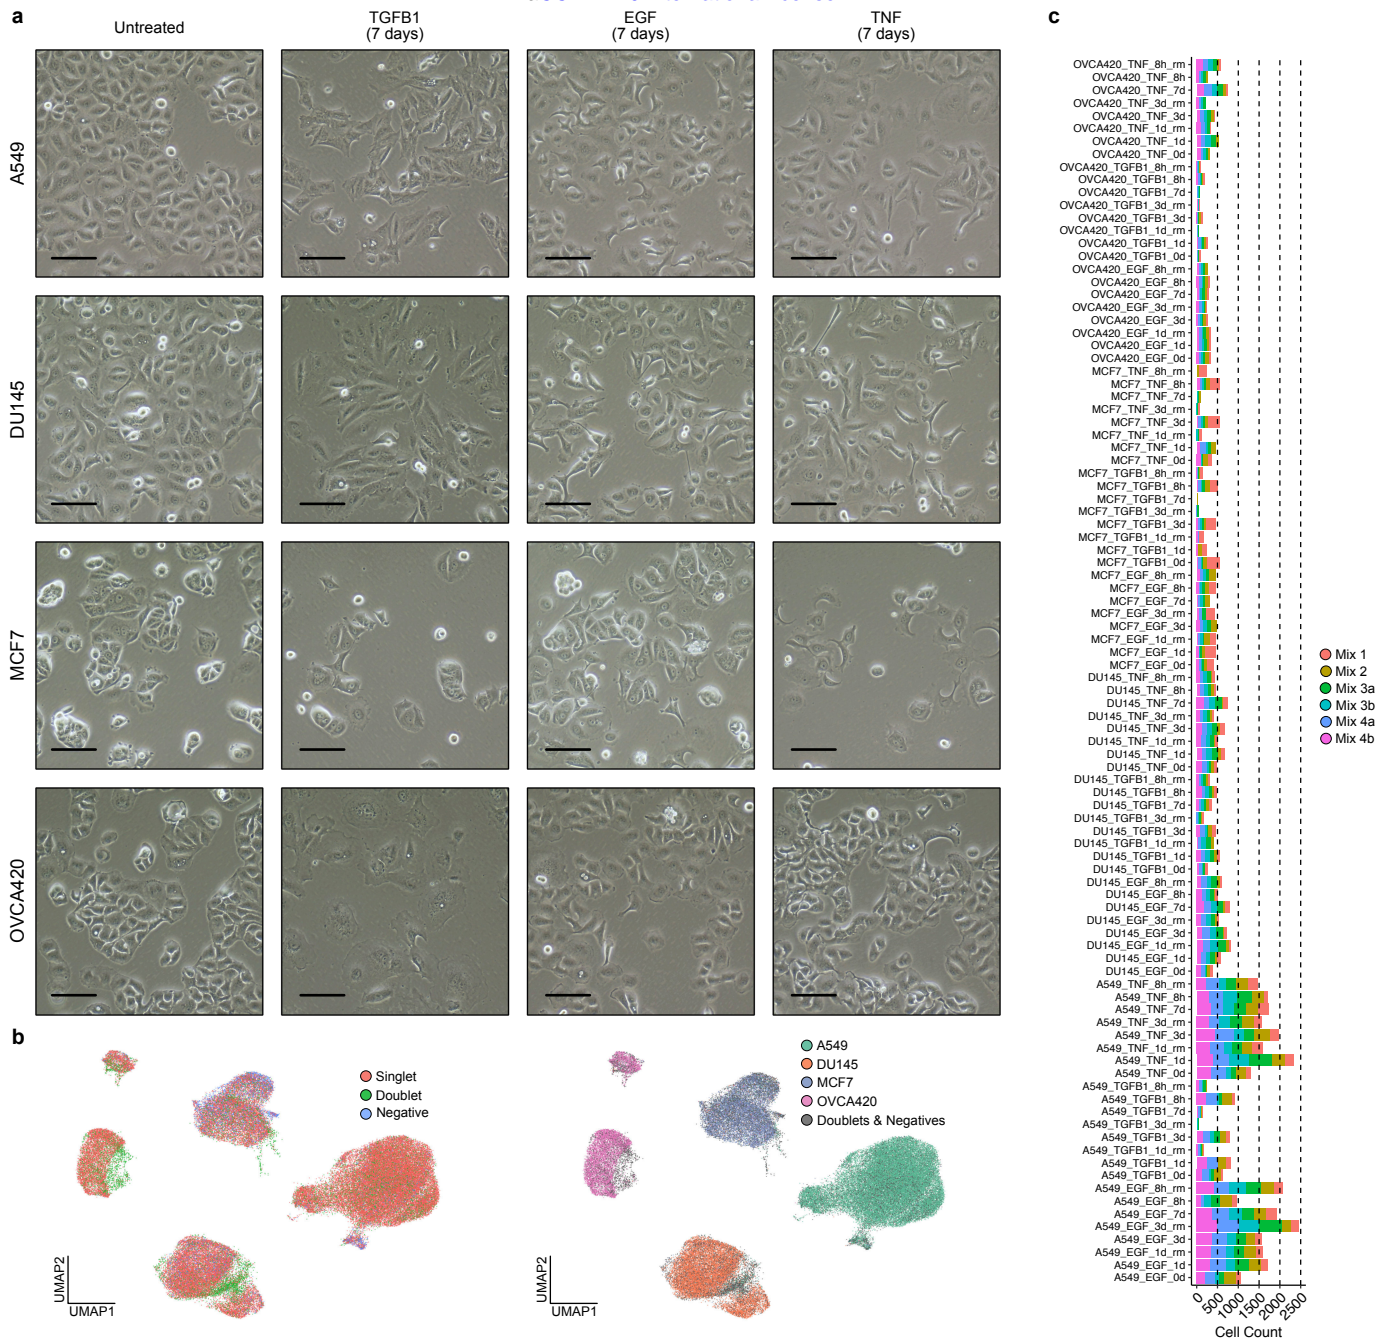 a
Untreated
TGFB1
(7 days)
EGF
(7 days)
TNF
(7 days)
A549
DU145
MCF7
OVCA420
b
Singlet
Doublet
Negative
UMAP2
UMAP1
A549
DU145
MCF7
OVCA420
Doublets & Negatives
UMAP2
UMAP1
c
OVCA420_TNF_8h_rm
OVCA420_TNF_8h
OVCA420_TNF_7d
OVCA420_TNF_3d_rm
OVCA420_TNF_3d
OVCA420_TNF_1d_rm
OVCA420_TNF_1d
OVCA420_TNF_0d
OVCA420_TGFB1_8h_rm
OVCA420_TGFB1_8h
OVCA420_TGFB1_7d
OVCA420_TGFB1_3d_rm
OVCA420_TGFB1_3d
OVCA420_TGFB1_1d_rm
OVCA420_TGFB1_1d
OVCA420_TGFB1_0d
OVCA420_EGF_8h_rm
OVCA420_EGF_8h
OVCA420_EGF_7d
OVCA420_EGF_3d_rm
OVCA420_EGF_3d
OVCA420_EGF_1d_rm
OVCA420_EGF_1d
OVCA420_EGF_0d
MCF7_TNF_8h_rm
MCF7_TNF_8h
MCF7_TNF_7d
MCF7_TNF_3d_rm
MCF7_TNF_3d
MCF7_TNF_1d_rm
MCF7_TNF_1d
MCF7_TNF_0d
MCF7_TGFB1_8h_rm
MCF7_TGFB1_8h
MCF7_TGFB1_7d
MCF7_TGFB1_3d_rm
MCF7_TGFB1_3d
MCF7_TGFB1_1d_rm
MCF7_TGFB1_1d
MCF7_TGFB1_0d
MCF7_EGF_8h_rm
MCF7_EGF_8h
MCF7_EGF_7d
MCF7_EGF_3d_rm
MCF7_EGF_3d
MCF7_EGF_1d_rm
MCF7_EGF_1d
MCF7_EGF_0d
DU145_TNF_8h_rm
DU145_TNF_8h
DU145_TNF_7d
DU145_TNF_3d_rm
DU145_TNF_3d
DU145_TNF_1d_rm
DU145_TNF_1d
DU145_TNF_0d
DU145_TGFB1_8h_rm
DU145_TGFB1_8h
DU145_TGFB1_7d
DU145_TGFB1_3d_rm
DU145_TGFB1_3d
DU145_TGFB1_1d_rm
DU145_TGFB1_1d
DU145_TGFB1_0d
DU145_EGF_8h_rm
DU145_EGF_8h
DU145_EGF_7d
DU145_EGF_3d_rm
DU145_EGF_3d
DU145_EGF_1d_rm
DU145_EGF_1d
DU145_EGF_0d
A549_TNF_8h_rm
A549_TNF_8h
A549_TNF_7d
A549_TNF_3d_rm
A549_TNF_3d
A549_TNF_1d_rm
A549_TNF_1d
A549_TNF_0d
A549_TGFB1_8h_rm
A549_TGFB1_8h
A549_TGFB1_7d
A549_TGFB1_3d_rm
A549_TGFB1_3d
A549_TGFB1_1d_rm
A549_TGFB1_1d
A549_TGFB1_0d
A549_EGF_8h_rm
A549_EGF_8h
A549_EGF_7d
A549_EGF_3d_rm
A549_EGF_3d
A549_EGF_1d_rm
A549_EGF_1d
A549_EGF_0d
0
500
1000
1500
2000
2500
Cell Count
Mix 1
Mix 2
Mix 3a
Mix 3b
Mix 4a
Mix 4b